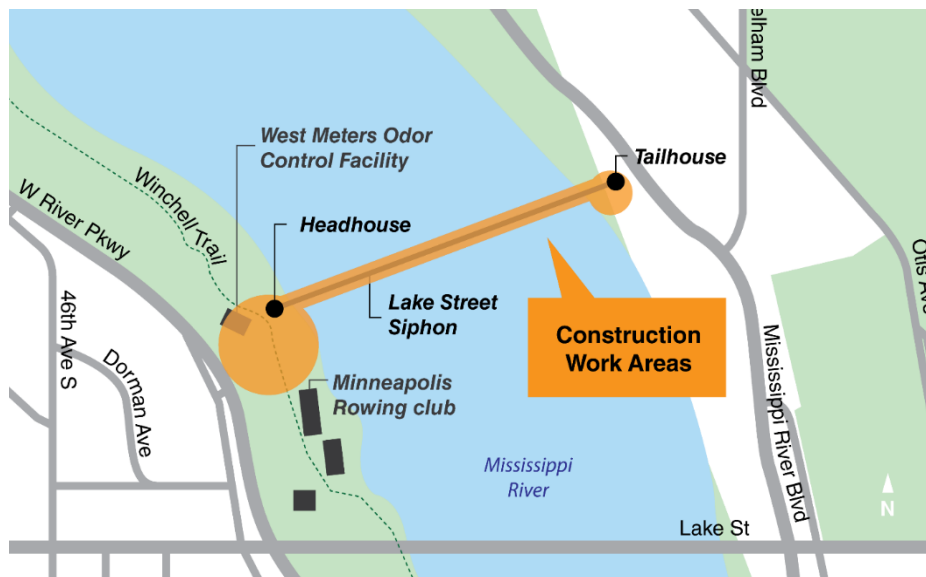 elham Blvd
West Meters Odor
Control Facility
Tailhouse
Winchell Trail
W River Pkwy
Headhouse
Otis Ave
46th Ave S
Lake Street
Siphon
Construction
Work Areas
Dorman Ave
Minneapolis
Rowing club
Mississippi River Blvd
Mississippi
River
N
Lake St